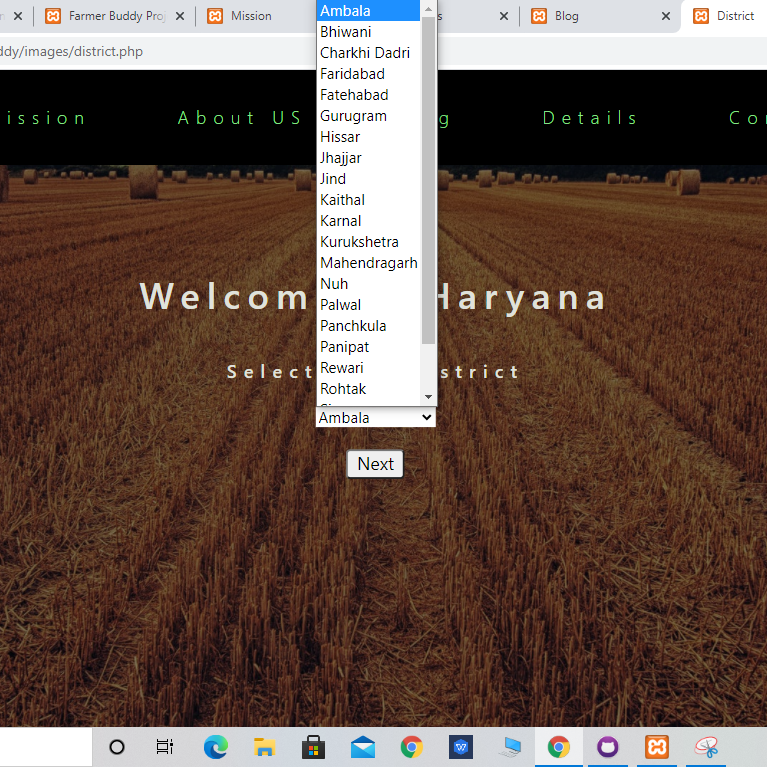 Farmer Buddy Proj
Mission
Blog
District
ddy/images/district.php
ission
About US
g
Details
Co
Welcom
Haryana
Select
strict
Ambala
Bhiwani
Charkhi Dadri
Faridabad
Fatehabad
Gurugram
Hissar
Jhajjar
Jind
Kaithal
Karnal
Kurukshetra
Mahendragarh
Nuh
Palwal
Panchkula
Panipat
Rewari
Rohtak
Ambala
Next